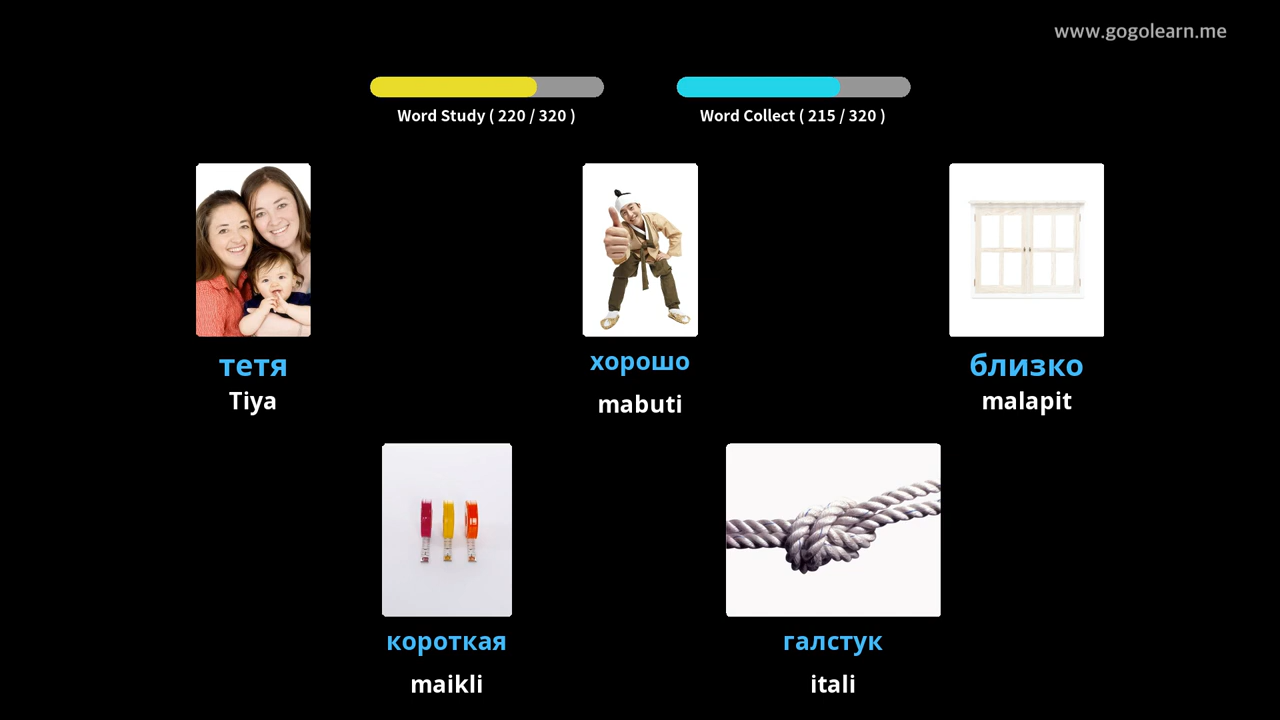 www.gogolearn.me
Word Study ( 220 / 320 )
Word Collect ( 215 / 320 )
тетя
Tiya
хорошо
mabuti
близко
malapit
короткая
maikli
галстук
itali